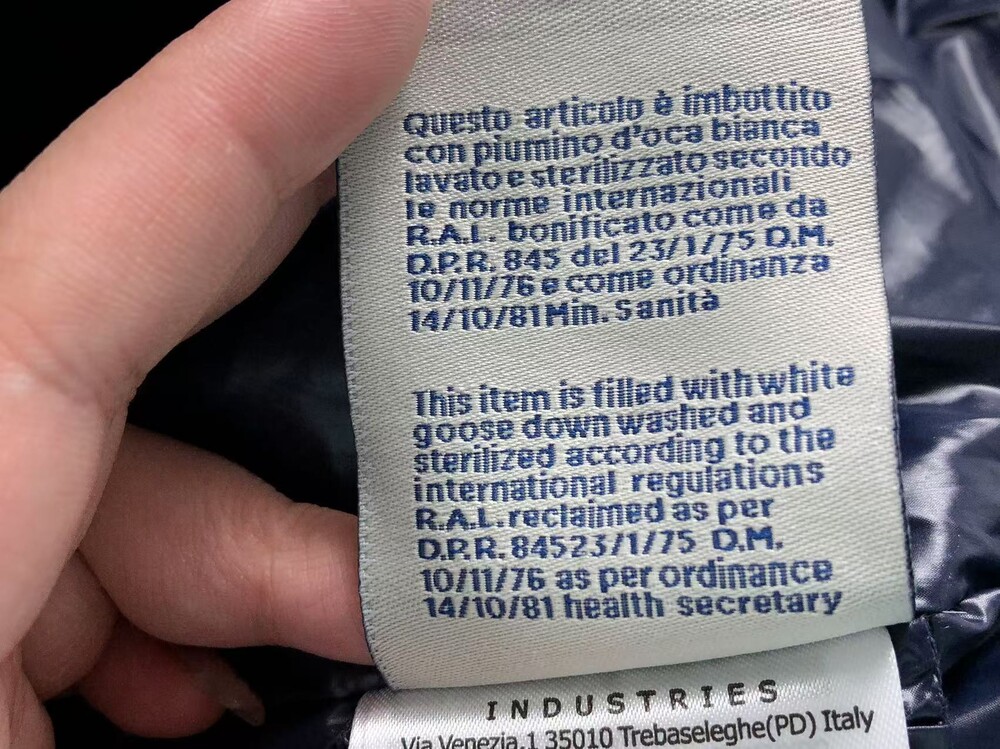 Questo articolo è imbottito
con piumino d'oca bianca
lavato e sterilizzato secondo
le norme internazionali
R.A.L. bonificato come da
D.P.R. 845 del 23/1/75 D.M.
10/11/76 e come ordinanza
14/10/81 Min. Sanità
This item is filled with white
goose down washed and
sterilized according to the
international regulations
R.A.L. reclaimed as per
D.P.R. 84523/1/75 D.M.
10/11/76 as per ordinance
14/10/81 health secretary
INDUSTRIES
Via Venezia,1 35010 Trebaseleghe(PD) Italy